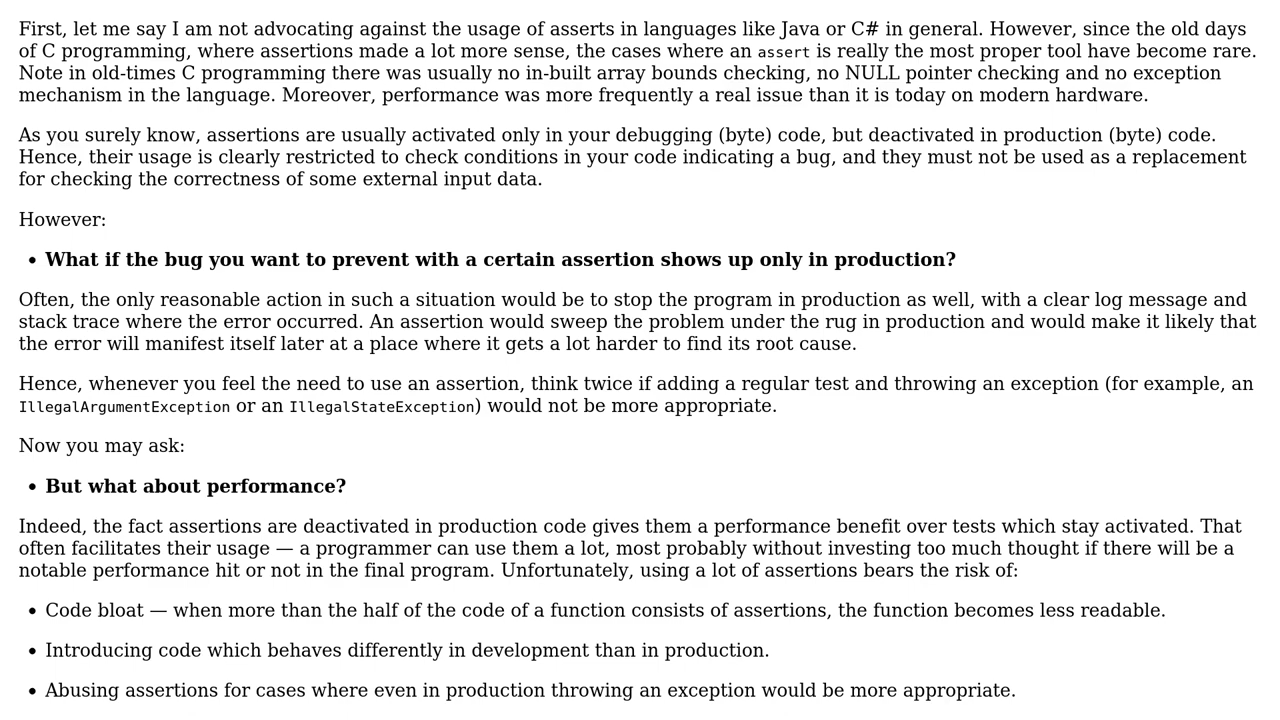 First, let me say I am not advocating against the usage of asserts in languages like Java or C# in general. However, since the old days
of C programming, where assertions made a lot more sense, the cases where an assert is really the most proper tool have become rare.
Note in old-times C programming there was usually no in-built array bounds checking, no NULL pointer checking and no exception
mechanism in the language. Moreover, performance was more frequently a real issue than it is today on modern hardware.
As you surely know, assertions are usually activated only in your debugging (byte) code, but deactivated in production (byte) code.
Hence, their usage is clearly restricted to check conditions in your code indicating a bug, and they must not be used as a replacement
for checking the correctness of some external input data.
However:
• What if the bug you want to prevent with a certain assertion shows up only in production?
Often, the only reasonable action in such a situation would be to stop the program in production as well, with a clear log message and
stack trace where the error occurred. An assertion would sweep the problem under the rug in production and would make it likely that
the error will manifest itself later at a place where it gets a lot harder to find its root cause.
Hence, whenever you feel the need to use an assertion, think twice if adding a regular test and throwing an exception (for example, an
IllegalArgumentException or an IllegalStateException) would not be more appropriate.
Now you may ask:
• But what about performance?
Indeed, the fact assertions are deactivated in production code gives them a performance benefit over tests which stay activated. That
often facilitates their usage — a programmer can use them a lot, most probably without investing too much thought if there will be a
notable performance hit or not in the final program. Unfortunately, using a lot of assertions bears the risk of:
• Code bloat — when more than the half of the code of a function consists of assertions, the function becomes less readable.
• Introducing code which behaves differently in development than in production.
• Abusing assertions for cases where even in production throwing an exception would be more appropriate.